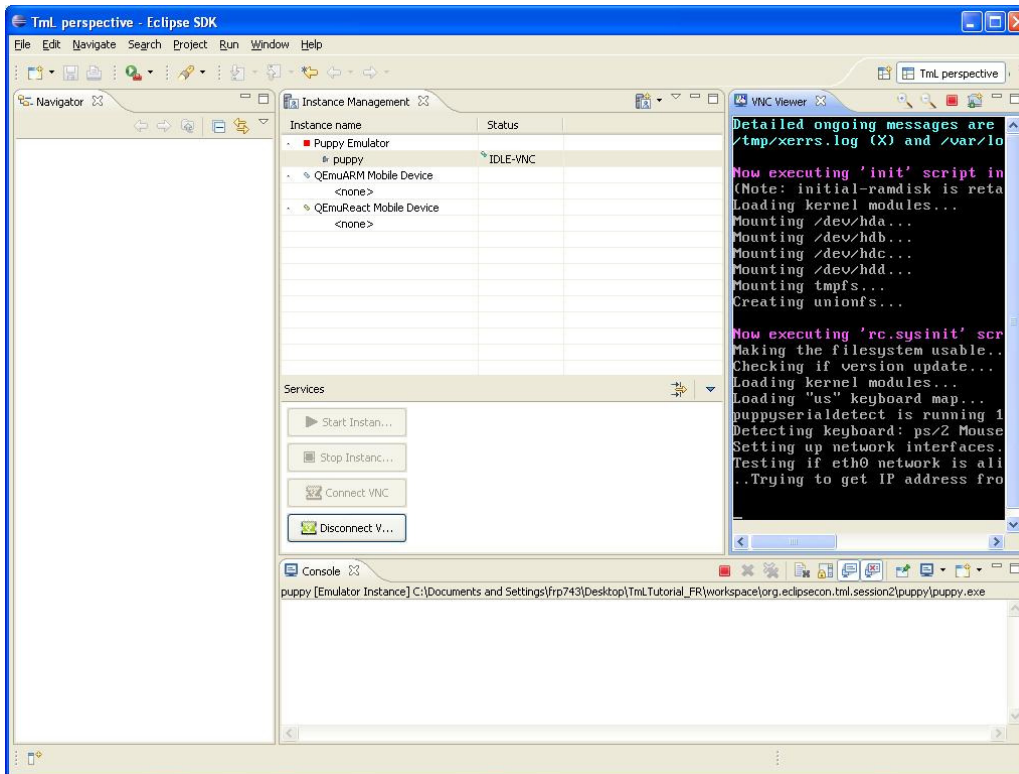 TmL perspective - Eclipse SDK
File Edit Navigate Search Project Run Window Help
TmL perspective
Navigator
Instance Management
Instance name Status
Puppy Emulator
puppy IDLE-VNC
QEmuARM Mobile Device
<none>
QEmuReact Mobile Device
<none>
Services
Start Instan...
Stop Instanc...
Connect VNC
Disconnect V...
VNC Viewer
Detailed ongoing messages are
/tmp/xerrs.log (X) and /var/lo
Now executing 'init' script in
(Note: initial-ramdisk is reta
Loading kernel modules...
Mounting /dev/hda...
Mounting /dev/hdb...
Mounting /dev/hdc...
Mounting /dev/hdd...
Mounting tmpfs...
Creating unionfs...
Now executing 'rc.sysinit' scr
Making the filesystem usable..
Checking if version update...
Loading kernel modules...
Loading "us" keyboard map...
puppyserialdetect is running 1
Detecting keyboard: ps/2 Mouse
Setting up network interfaces.
Testing if eth0 network is ali
..Trying to get IP address fro
_
Console
puppy [Emulator Instance] C:\Documents and Settings\frp743\Desktop\TmLTutorial_FR\workspace\org.eclipsecon.tml.session2\puppy\puppy.exe